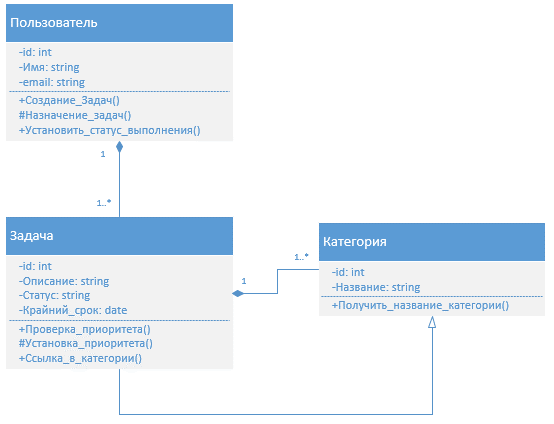 Пользователь
-id: int
-Имя: string
-email: string
+Создание_Задач()
#Назначение_задач()
+Установить_статус_выполнения()
1
1..*
Задача
-id: int
-Описание: string
-Статус: string
-Крайний_срок: date
+Проверка_приоритета()
#Установка_приоритета()
+Ссылка_в_категории()
1
1..*
Категория
-id: int
-Название: string
+Получить_название_категории()